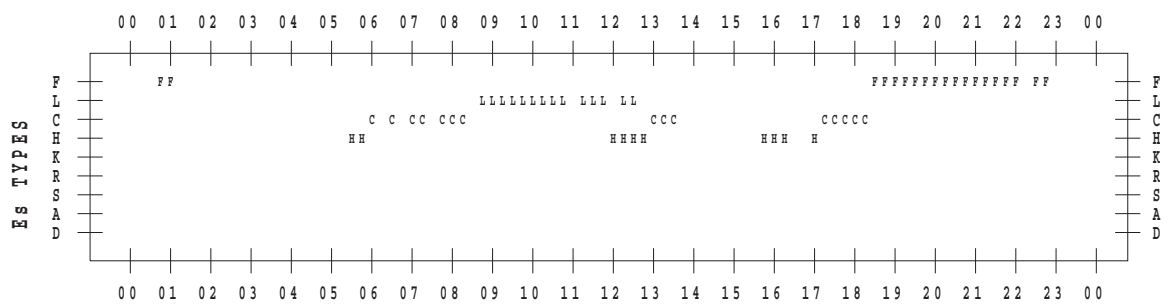 00 01 02 03 04 05 06 07 08 09 10 11 12 13 14 15 16 17 18 19 20 21 22 23 00
F FF FFFFFFFFFFFFFFF FF F
L LLLLLLLLL LLL LL L
C C C CC CCC CCC CCCCC C
H HH HHHH HHH H H
K K
R R
S S
A A
D D
Es TYPES
00 01 02 03 04 05 06 07 08 09 10 11 12 13 14 15 16 17 18 19 20 21 22 23 00